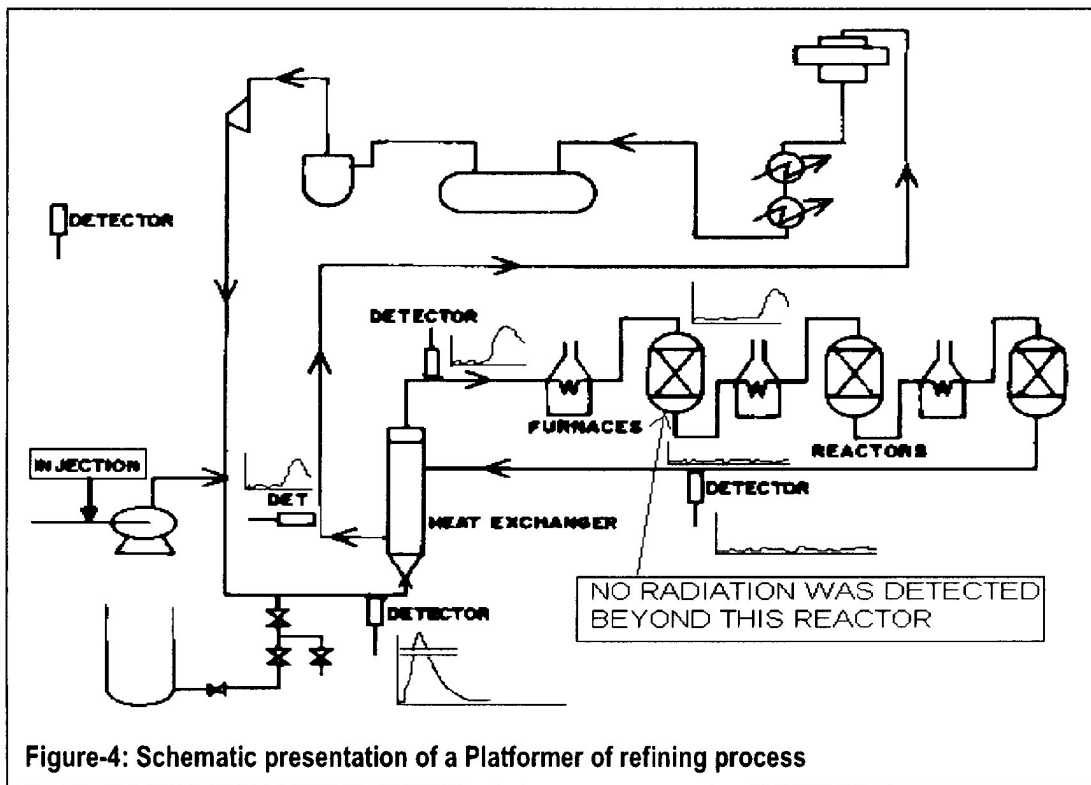 DETECTOR
DETECTOR
FURNACES
REACTORS
INJECTION
DET
DETECTOR
HEAT EXCHANGER
NO RADIATION WAS DETECTED
BEYOND THIS REACTOR
DETECTOR
Figure-4: Schematic presentation of a Platformer of refining process